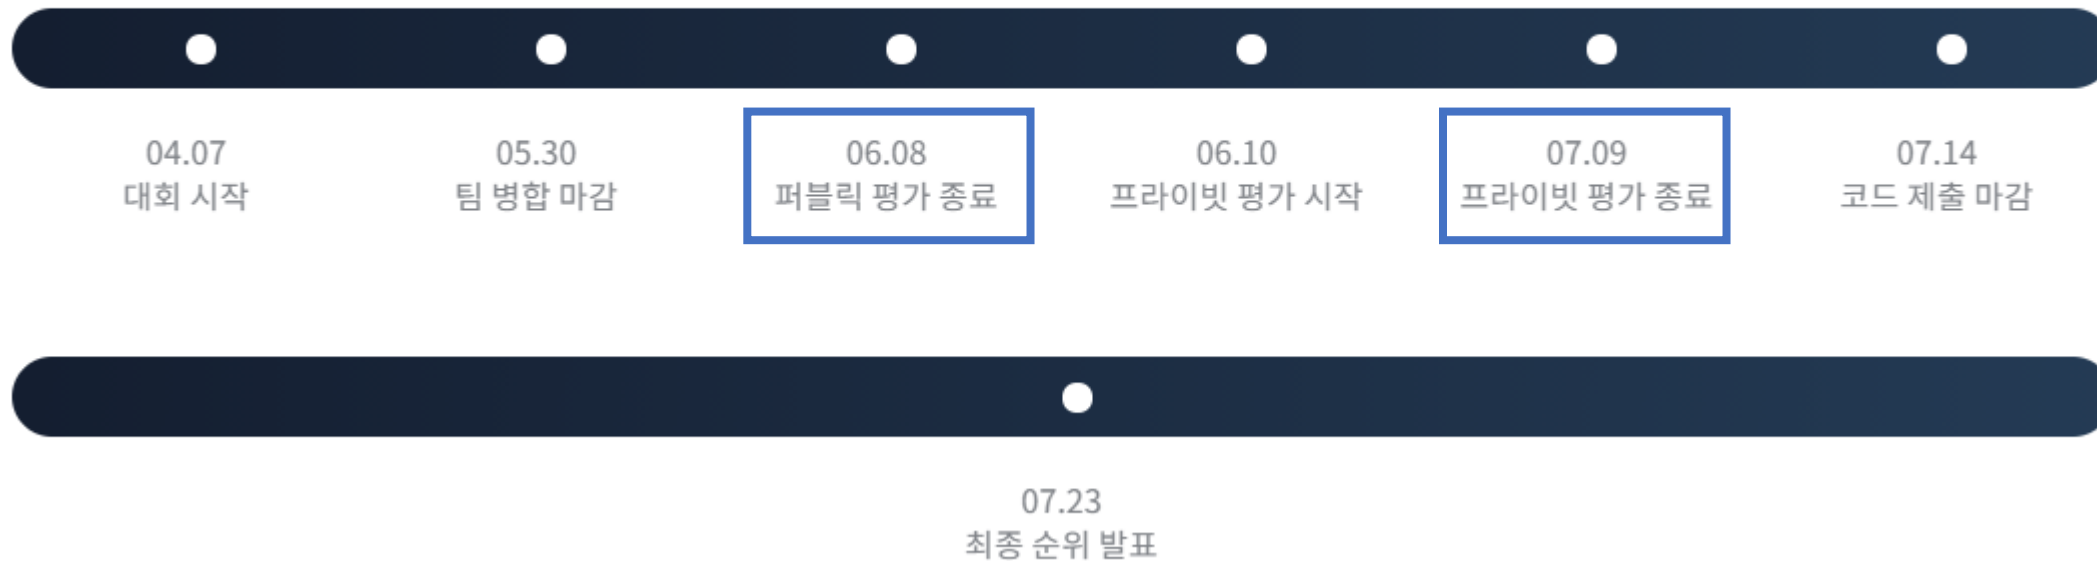 04.07
대회 시작
05.30
팀 병합 마감
06.08
퍼블릭 평가 종료
06.10
프라이빗 평가 시작
07.09
프라이빗 평가 종료
07.14
코드 제출 마감
07.23
최종 순위 발표